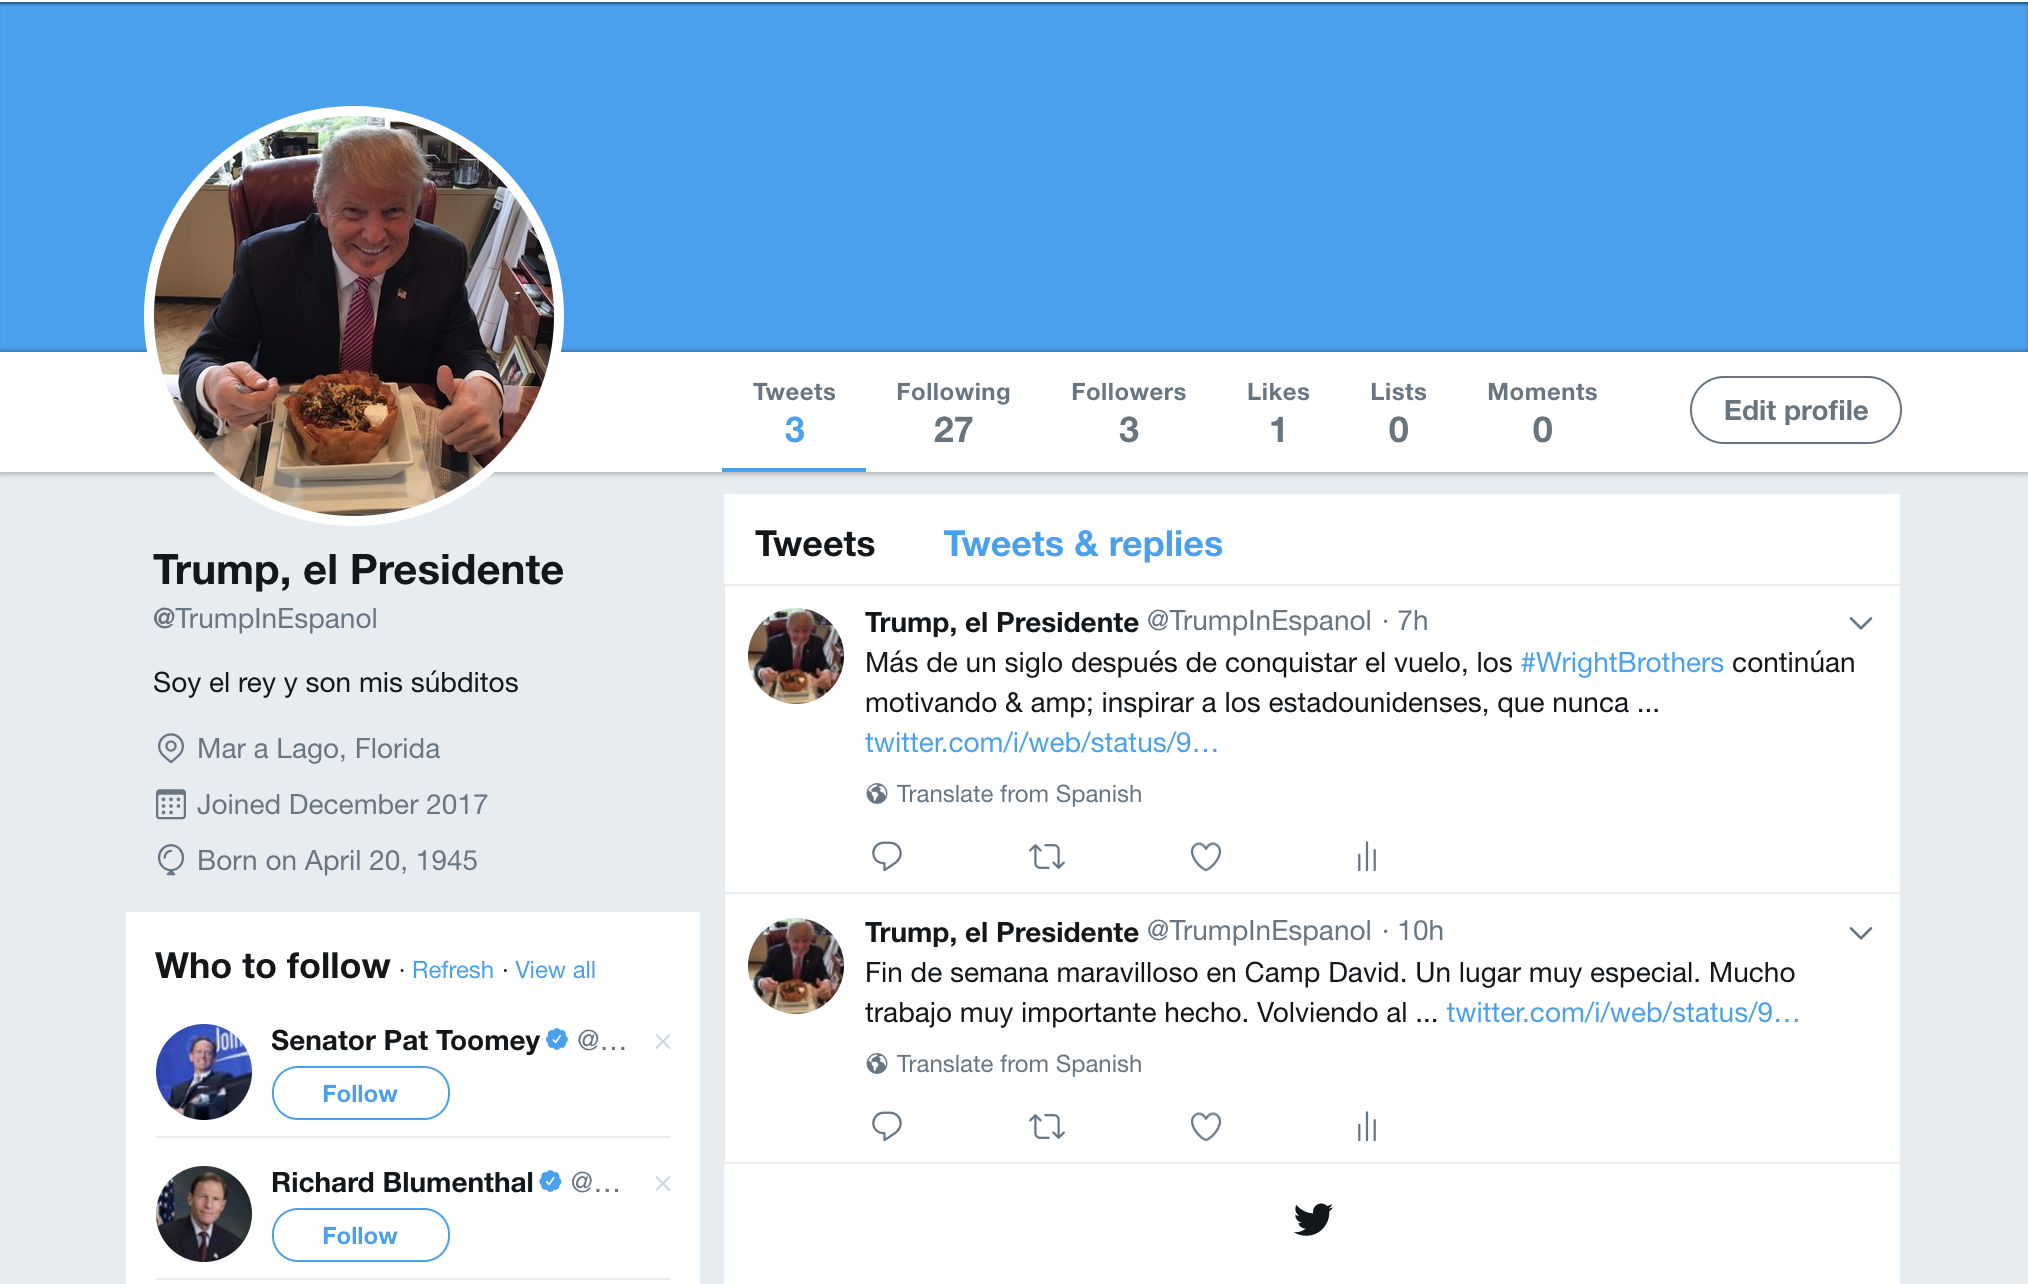 Tweets
3
Following
27
Followers
3
Likes
1
Lists
0
Moments
0
Edit profile
Trump, el Presidente
@TrumpInEspanol
Soy el rey y son mis súbditos
Mar a Lago, Florida
Joined December 2017
Born on April 20, 1945
Who to follow · Refresh · View all
Senator Pat Toomey @...
Follow
Richard Blumenthal @...
Follow
Tweets Tweets & replies
Trump, el Presidente @TrumpInEspanol · 7h
Más de un siglo después de conquistar el vuelo, los #WrightBrothers continúan
motivando & amp; inspirar a los estadounidenses, que nunca ...
twitter.com/i/web/status/9…
Translate from Spanish
Trump, el Presidente @TrumpInEspanol · 10h
Fin de semana maravilloso en Camp David. Un lugar muy especial. Mucho
trabajo muy importante hecho. Volviendo al ... twitter.com/i/web/status/9…
Translate from Spanish